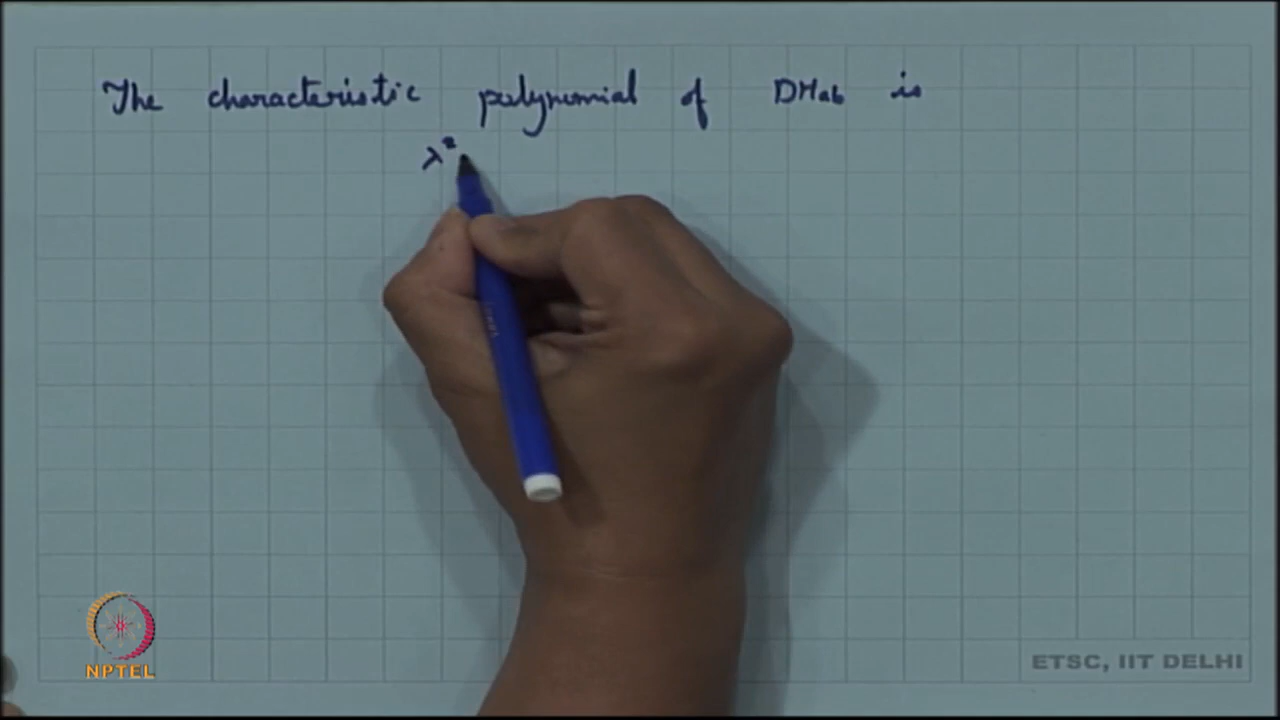 The characteristic polynomial of DHab is
λ²
NPTEL
ETSC, IIT DELHI